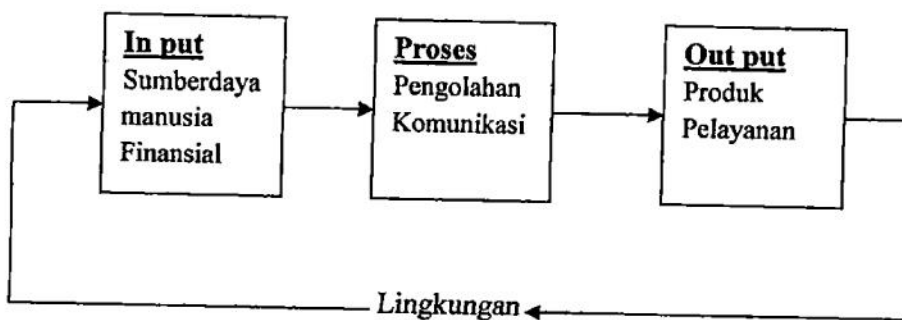 In put
Sumberdaya
manusia
Finansial
Proses
Pengolahan
Komunikasi
Out put
Produk
Pelayanan
Lingkungan